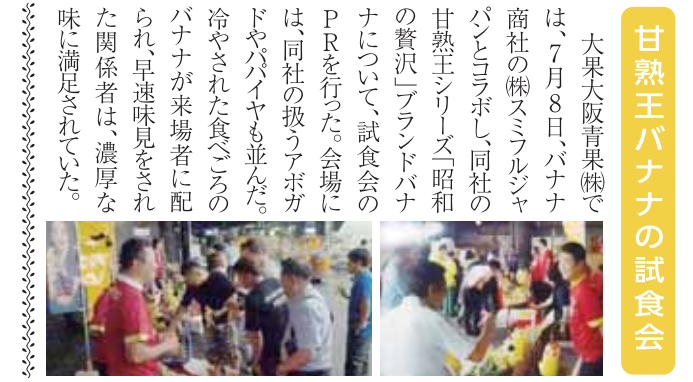 甘熟王バナナの試食会
大果大阪青果㈱で
は、7月8日、バナナ
商社の㈱スミフルジャ
パンとコラボし、同社の
甘熟王シリーズ「昭和
の贅沢」ブランドバナ
ナについて、試食会の
PRを行った。会場に
は、同社の扱うアボガ
ドやパパイヤも並んだ。
冷やされた食べごろの
バナナが来場者に配
られ、早速味見をされ
た関係者は、濃厚な
味に満足されていた。